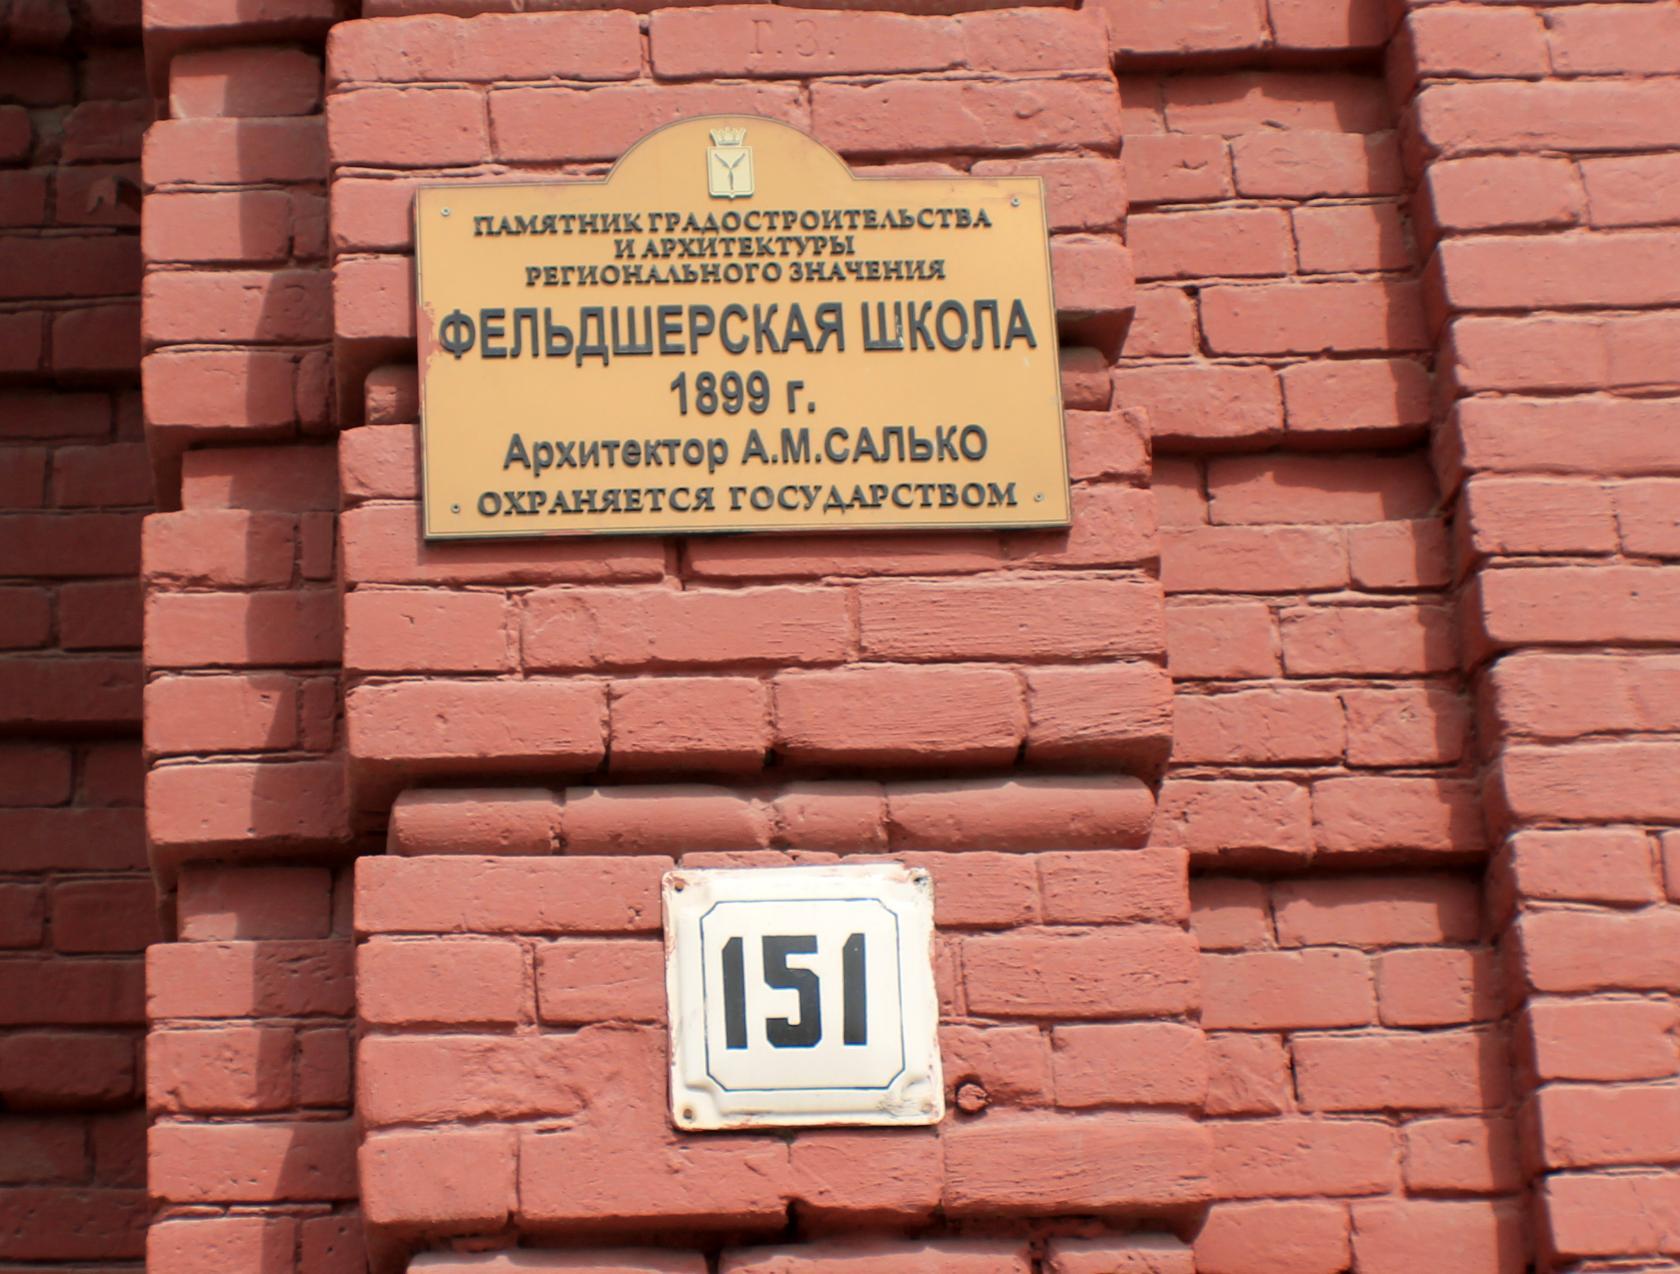 Г.З.
ПАМЯТНИК ГРАДОСТРОИТЕЛЬСТВА
И АРХИТЕКТУРЫ
РЕГИОНАЛЬНОГО ЗНАЧЕНИЯ
ФЕЛЬДШЕРСКАЯ ШКОЛА
1899 г.
Архитектор А.М.САЛЬКО
ОХРАНЯЕТСЯ ГОСУДАРСТВОМ
151